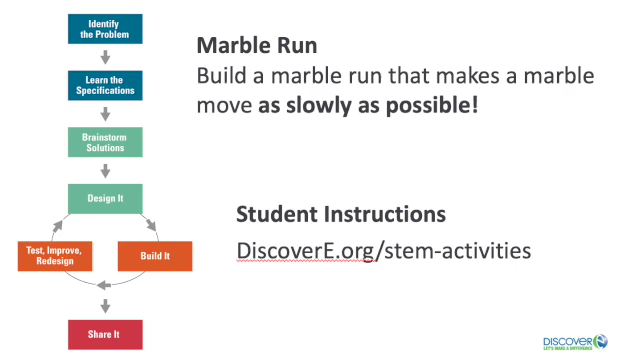 Identify
the Problem
Learn the
Specifications
Brainstorm
Solutions
Design It
Test, Improve,
Redesign
Build It
Share It
Marble Run
Build a marble run that makes a marble
move as slowly as possible!
Student Instructions
DiscoverE.org/stem-activities
DISCOVER E
LET'S MAKE A DIFFERENCE